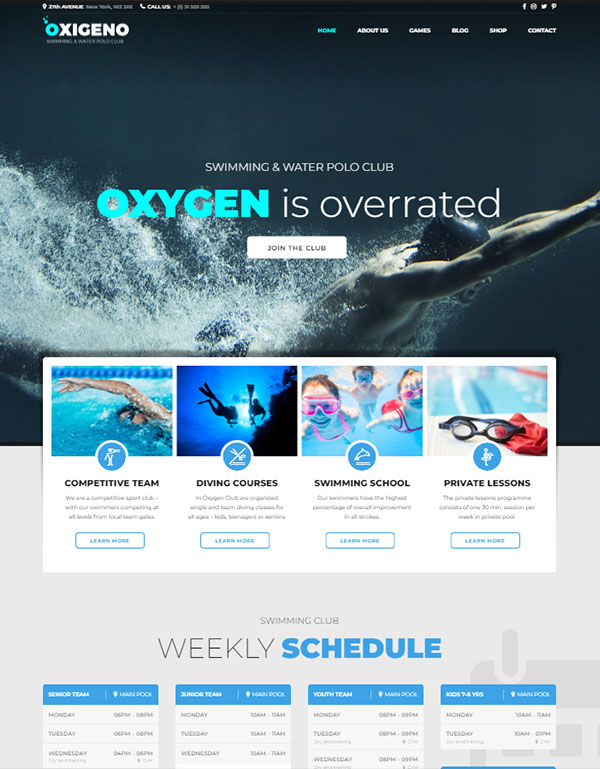 27th AVENUE New York, W2 3XE CALL US: + (1) 31 555 555
OXIGENO
SWIMMING & WATER POLO CLUB
HOME ABOUT US GAMES BLOG SHOP CONTACT
SWIMMING & WATER POLO CLUB
OXYGEN is overrated
JOIN THE CLUB
COMPETITIVE TEAM
We are a competitive sport club –
with our swimmers competing at
all levels from local team galas.
LEARN MORE
DIVING COURSES
In Oxygen Club are organized
single and team diving classes for
all ages – kids, teenagers or seniors.
LEARN MORE
SWIMMING SCHOOL
Our swimmers have the highest
percentage of overall improvement
in all strokes.
LEARN MORE
PRIVATE LESSONS
The private lessons programme
consists of one 30 min. session per
week in private pool.
LEARN MORE
SWIMMING CLUB
WEEKLY SCHEDULE
SENIOR TEAM MAIN POOL
MONDAY 06PM – 08PM
TUESDAY 06PM – 08PM
WEDNESDAY 04PM – 06PM
Dry land training GYM
JUNIOR TEAM MAIN POOL
MONDAY 10AM – 11AM
TUESDAY 10AM – 11AM
WEDNESDAY 10AM – 11AM
YOUTH TEAM MAIN POOL
MONDAY 08PM – 09PM
TUESDAY 08PM – 09PM
Dry land training GYM
WEDNESDAY 08PM – 09PM
KIDS 7-8 YRS MAIN POOL
MONDAY 10AM – 11AM
TUESDAY 10AM – 01PM
Dry land training GYM